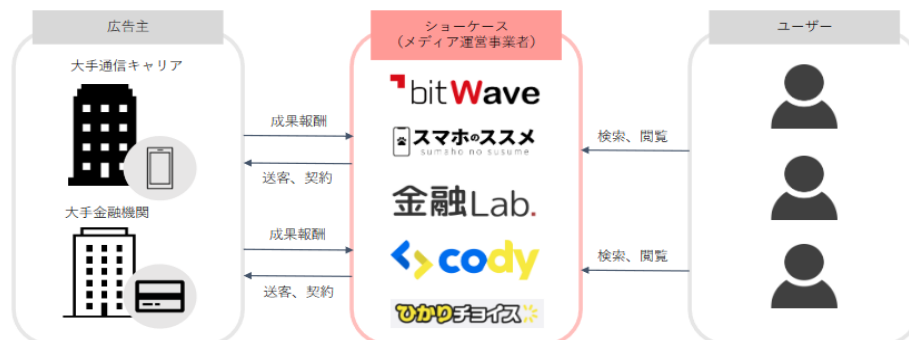 広告主
ショーケース
（メディア運営事業者）
ユーザー
大手通信キャリア
大手金融機関
成果報酬
送客、契約
成果報酬
送客、契約
bitWave
スマホのススメ
sumaho no susume
金融Lab.
cody
ひかりチョイス
検索、閲覧
検索、閲覧